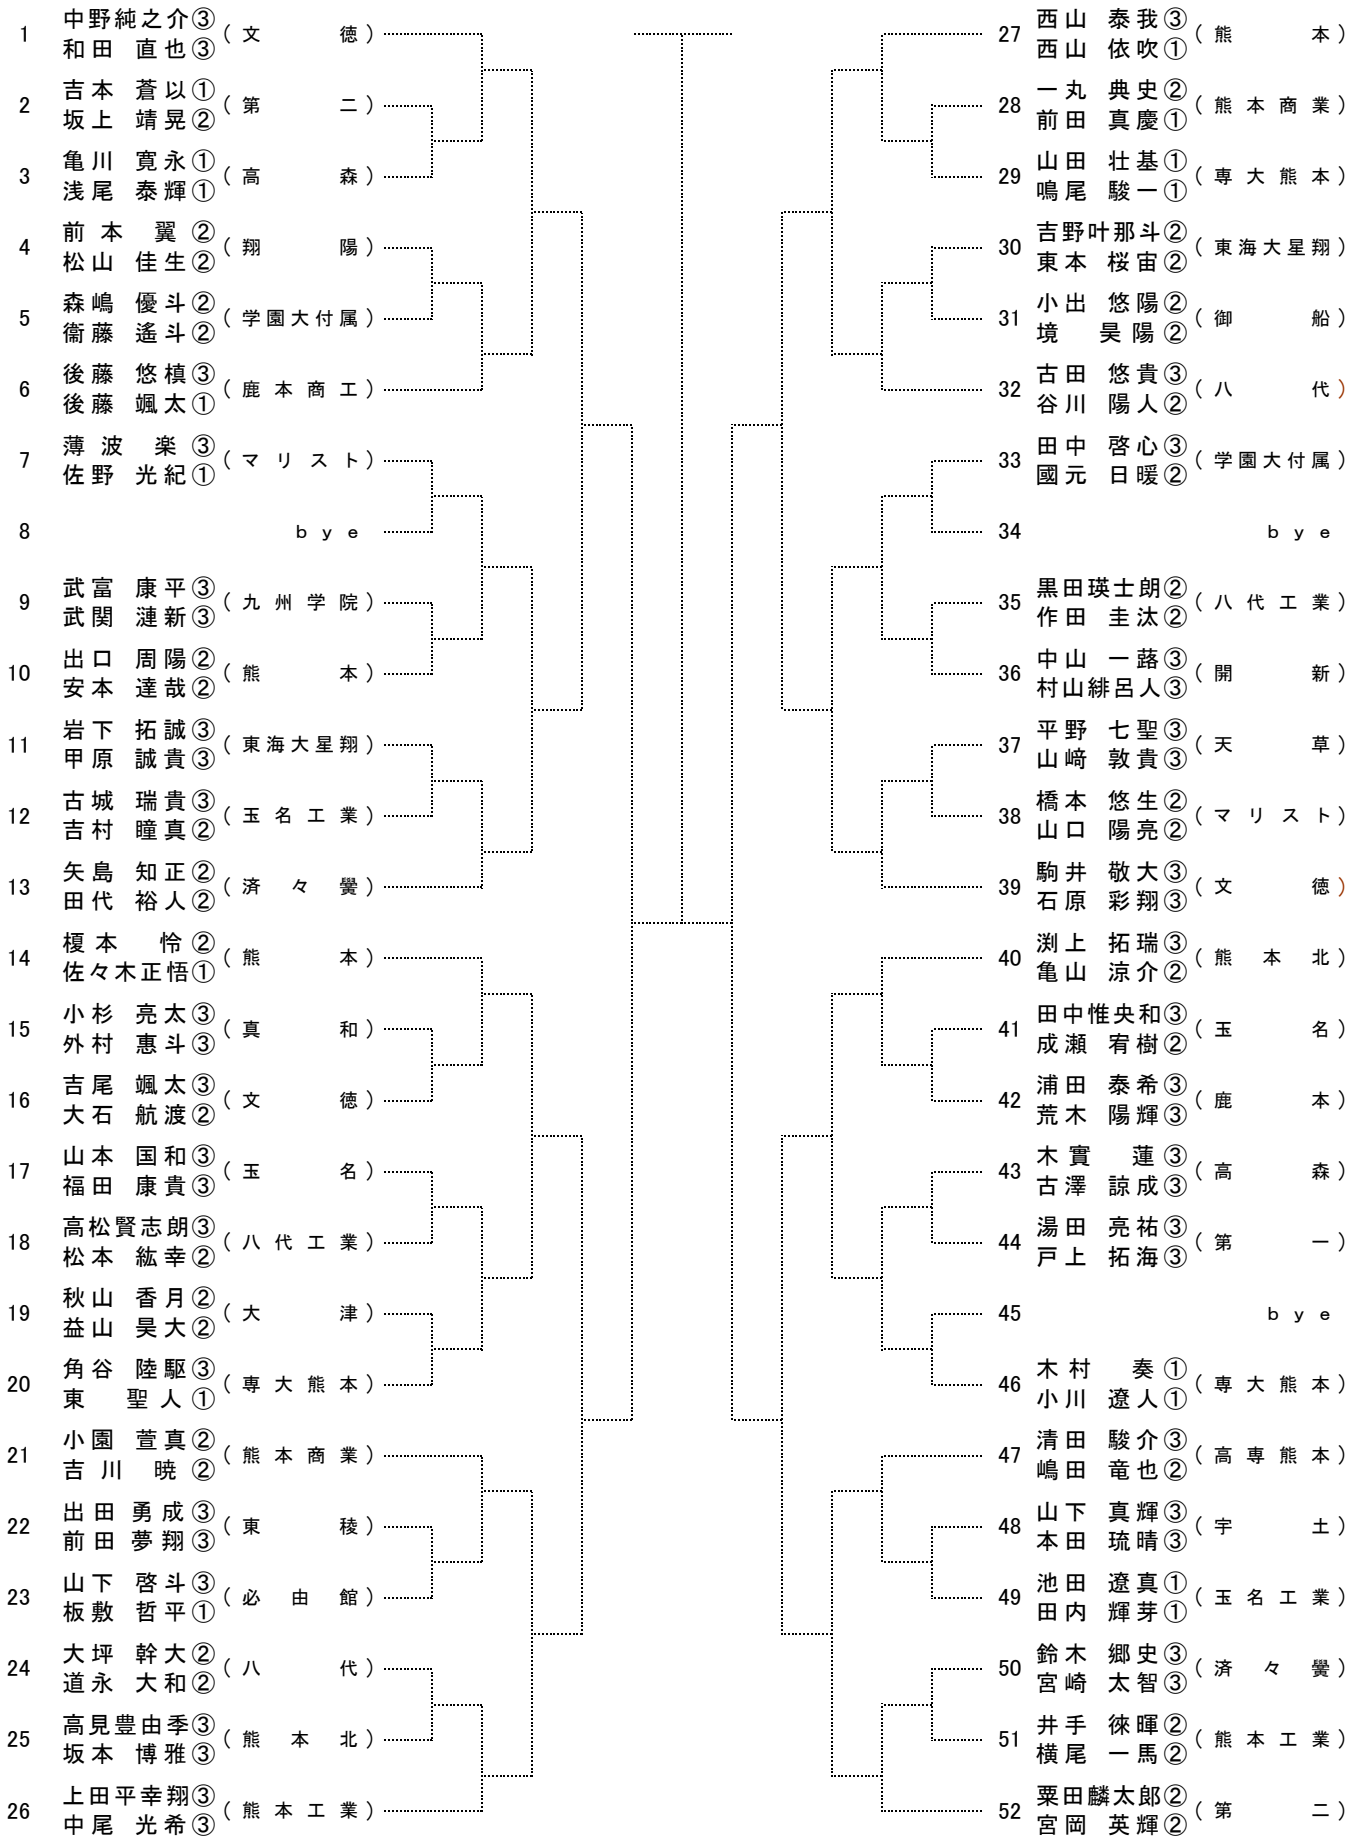 1 中野純之介③ (文徳)
和田 直也③
2 吉本 蒼以① (第二)
坂上 靖晃②
3 亀川 寛永① (高森)
浅尾 泰輝①
4 前本 翼② (翔陽)
松山 佳生②
5 森嶋 優斗② (学園大付属)
衞藤 遙斗②
6 後藤 悠槙③ (鹿本商工)
後藤 颯太①
7 薄波 楽③ (マリスト)
佐野 光紀①
8 bye
9 武富 康平③ (九州学院)
武関 漣新③
10 出口 周陽② (熊本)
安本 達哉②
11 岩下 拓誠③ (東海大星翔)
甲原 誠貴③
12 古城 瑞貴③ (玉名工業)
吉村 瞳真②
13 矢島 知正② (済々黌)
田代 裕人②
14 榎本 怜② (熊本)
佐々木正悟①
15 小杉 亮太③ (真和)
外村 惠斗③
16 吉尾 颯太③ (文徳)
大石 航渡②
17 山本 国和③ (玉名)
福田 康貴③
18 高松賢志朗③ (八代工業)
松本 紘幸②
19 秋山 香月② (大津)
益山 昊大②
20 角谷 陸駆③ (専大熊本)
東 聖人①
21 小園 萱真② (熊本商業)
吉川 暁②
22 出田 勇成③ (東稜)
前田 夢翔③
23 山下 啓斗③ (必由館)
板敷 哲平①
24 大坪 幹大② (八代)
道永 大和②
25 高見豊由季③ (熊本北)
坂本 博雅③
26 上田平幸翔③ (熊本工業)
中尾 光希③
27 西山 泰我③ (熊本)
西山 依吹①
28 一丸 典史② (熊本商業)
前田 真慶①
29 山田 壮基① (専大熊本)
鳴尾 駿一①
30 吉野叶那斗② (東海大星翔)
東本 桜宙②
31 小出 悠陽② (御船)
境 昊陽②
32 古田 悠貴③ (八代)
谷川 陽人②
33 田中 啓心③ (学園大付属)
國元 日暖②
34 bye
35 黒田瑛士朗② (八代工業)
作田 圭汰②
36 中山 一蕗③ (開新)
村山緋呂人③
37 平野 七聖③ (天草)
山﨑 敦貴③
38 橋本 悠生② (マリスト)
山口 陽亮②
39 駒井 敬大③ (文徳)
石原 彩翔③
40 渕上 拓瑞③ (熊本北)
亀山 涼介②
41 田中惟央和③ (玉名)
成瀬 宥樹②
42 浦田 泰希③ (鹿本)
荒木 陽輝③
43 木實 蓮③ (高森)
古澤 諒成③
44 湯田 亮祐③ (第一)
戸上 拓海③
45 bye
46 木村 奏① (専大熊本)
小川 遼人①
47 清田 駿介③ (高専熊本)
嶋田 竜也②
48 山下 真輝③ (宇土)
本田 琉晴③
49 池田 遼真① (玉名工業)
田内 輝芽①
50 鈴木 郷史③ (済々黌)
宮崎 太智③
51 井手 徠暉② (熊本工業)
横尾 一馬②
52 粟田麟太郎② (第二)
宮岡 英輝②